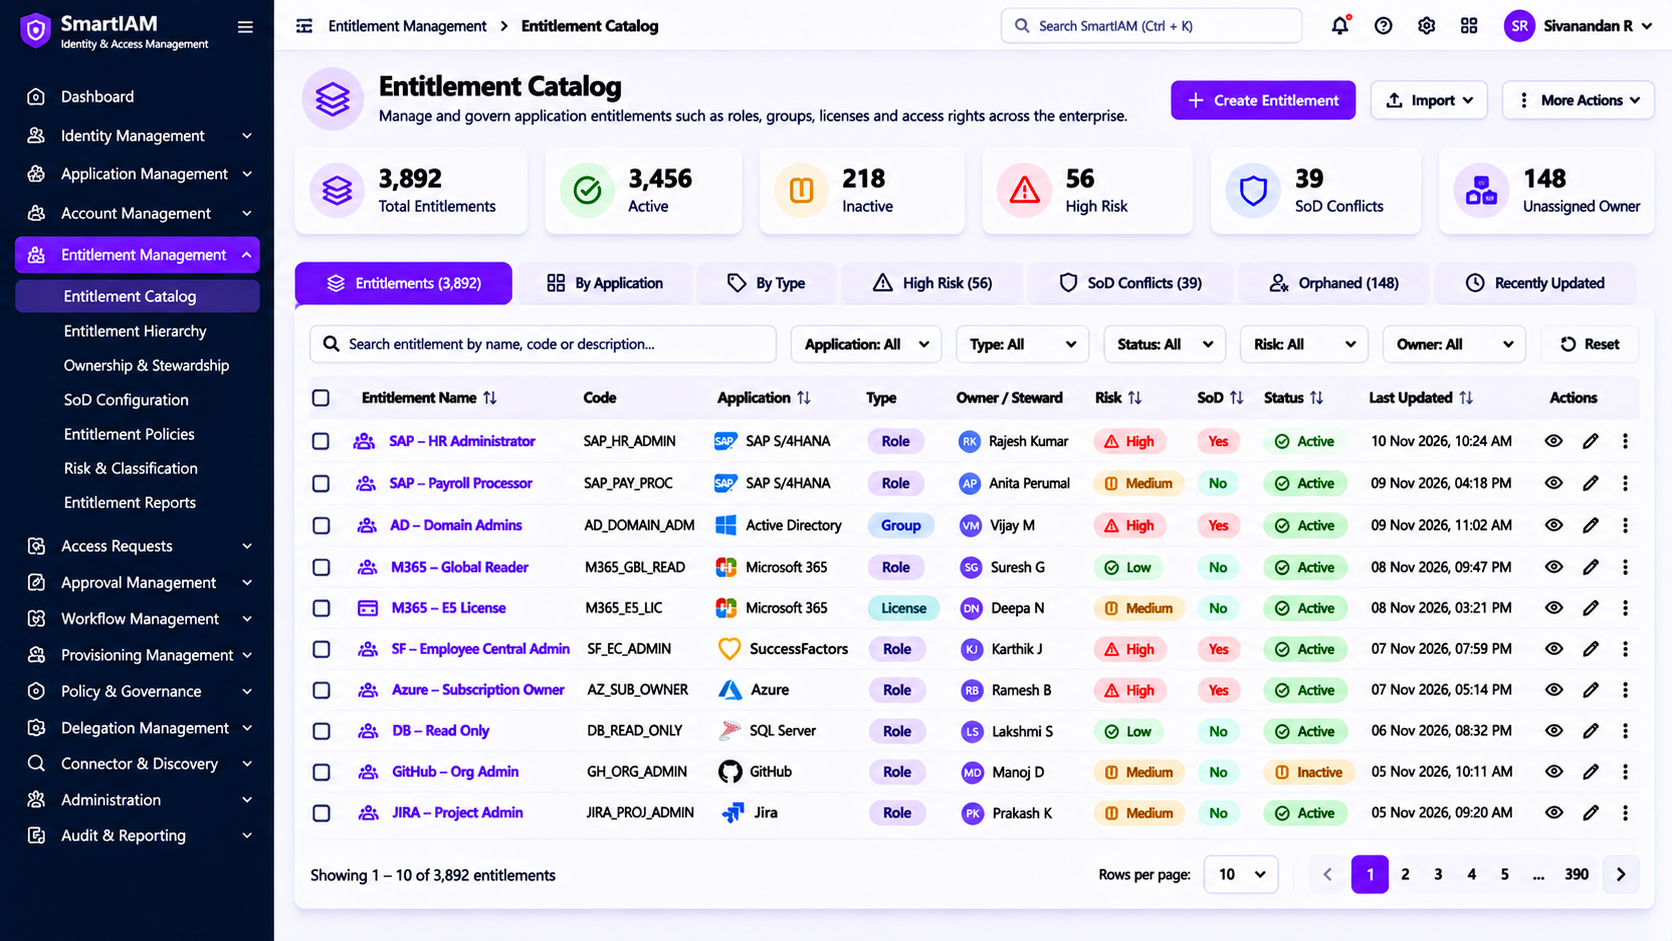 SmartIAM
Identity & Access Management
Dashboard
Identity Management
Application Management
Account Management
Entitlement Management
Entitlement Catalog
Entitlement Hierarchy
Ownership & Stewardship
SoD Configuration
Entitlement Policies
Risk & Classification
Entitlement Reports
Access Requests
Approval Management
Workflow Management
Provisioning Management
Policy & Governance
Delegation Management
Connector & Discovery
Administration
Audit & Reporting
Entitlement Management > Entitlement Catalog
Search SmartIAM (Ctrl + K)
SR Sivanandan R
Entitlement Catalog
Manage and govern application entitlements such as roles, groups, licenses and access rights across the enterprise.
+ Create Entitlement
Import
More Actions
3,892
Total Entitlements
3,456
Active
218
Inactive
56
High Risk
39
SoD Conflicts
148
Unassigned Owner
Entitlements (3,892)
By Application
By Type
High Risk (56)
SoD Conflicts (39)
Orphaned (148)
Recently Updated
Search entitlement by name, code or description...
Application: All
Type: All
Status: All
Risk: All
Owner: All
Reset
Entitlement Name Code Application Type Owner / Steward Risk SoD Status Last Updated Actions
SAP – HR Administrator SAP_HR_ADMIN SAP SAP S/4HANA Role RK Rajesh Kumar High Yes Active 10 Nov 2026, 10:24 AM
SAP – Payroll Processor SAP_PAY_PROC SAP SAP S/4HANA Role AP Anita Perumal Medium No Active 09 Nov 2026, 04:18 PM
AD – Domain Admins AD_DOMAIN_ADM Active Directory Group VM Vijay M High Yes Active 09 Nov 2026, 11:02 AM
M365 – Global Reader M365_GBL_READ Microsoft 365 Role SG Suresh G Low No Active 08 Nov 2026, 09:47 PM
M365 – E5 License M365_E5_LIC Microsoft 365 License DN Deepa N Medium No Active 08 Nov 2026, 03:21 PM
SF – Employee Central Admin SF_EC_ADMIN SuccessFactors Role KJ Karthik J High Yes Active 07 Nov 2026, 07:59 PM
Azure – Subscription Owner AZ_SUB_OWNER Azure Role RB Ramesh B High Yes Active 07 Nov 2026, 05:14 PM
DB – Read Only DB_READ_ONLY SQL Server Role LS Lakshmi S Low No Active 06 Nov 2026, 08:32 PM
GitHub – Org Admin GH_ORG_ADMIN GitHub Role MD Manoj D Medium No Inactive 05 Nov 2026, 10:11 AM
JIRA – Project Admin JIRA_PROJ_ADMIN Jira Role PK Prakash K Medium No Active 05 Nov 2026, 09:20 AM
Showing 1 – 10 of 3,892 entitlements
Rows per page: 10
< 1 2 3 4 5 ... 390 >